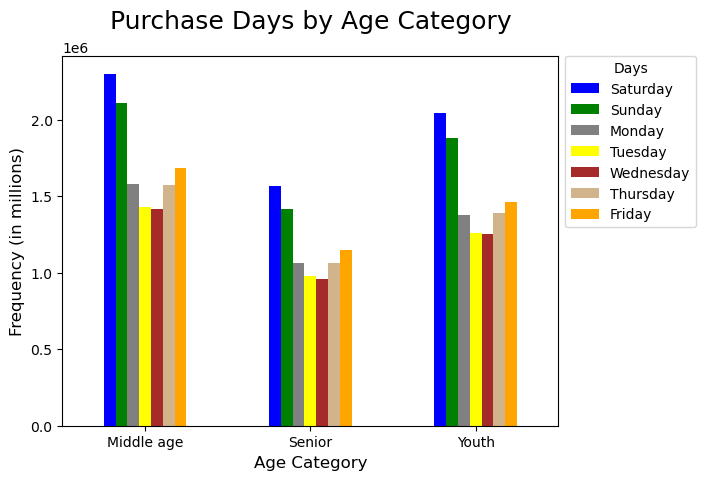 Purchase Days by Age Category
1e6
2.0
1.5
1.0
0.5
0.0
Frequency (in millions)
Middle age Senior Youth
Age Category
Days
Saturday
Sunday
Monday
Tuesday
Wednesday
Thursday
Friday